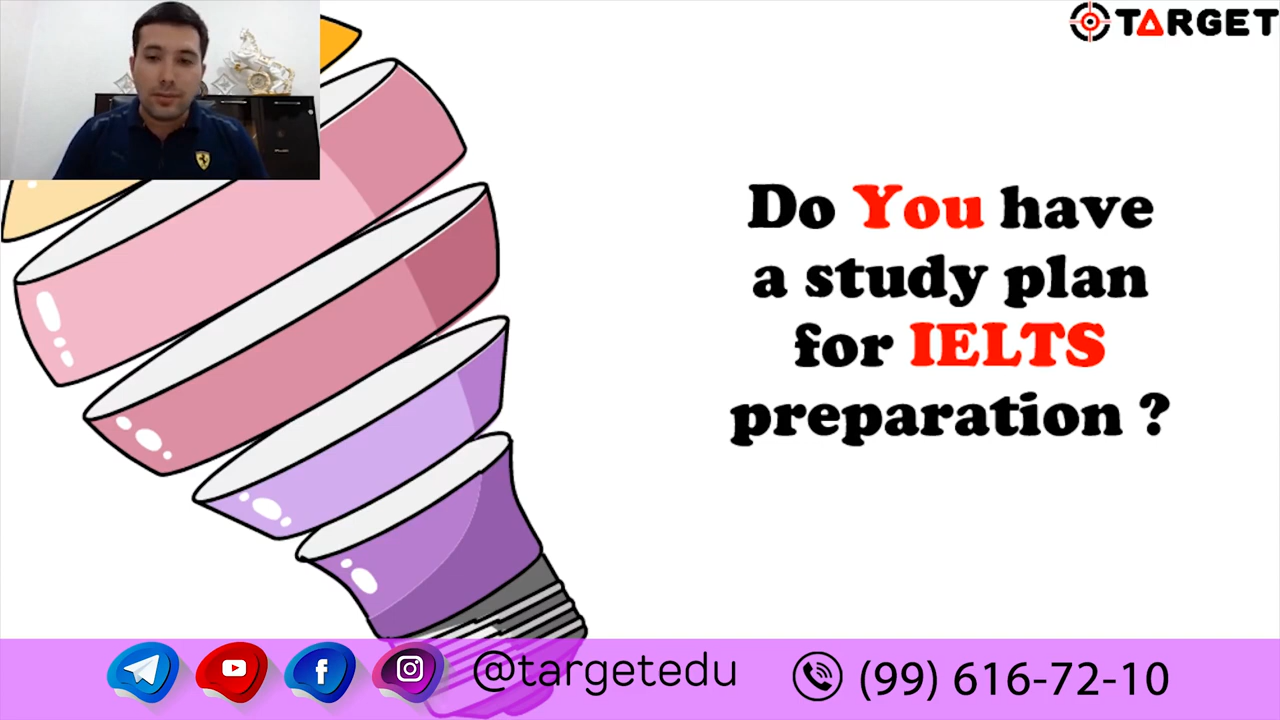 TARGET
Do You have
a study plan
for IELTS
preparation ?
@targetedu
(99) 616-72-10